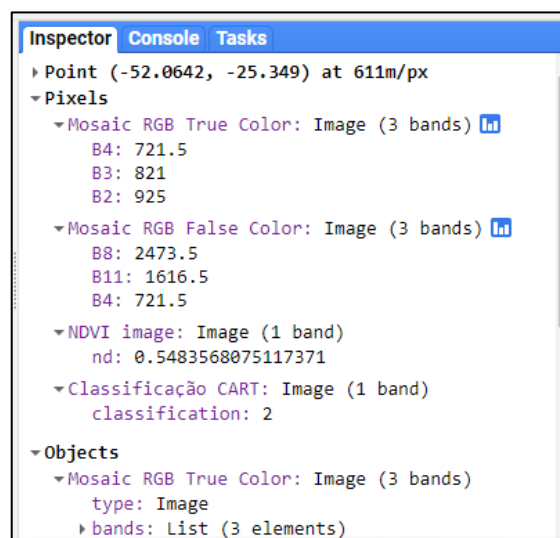 Inspector Console Tasks
Point (-52.0642, -25.349) at 611m/px
Pixels
Mosaic RGB True Color: Image (3 bands)
B4: 721.5
B3: 821
B2: 925
Mosaic RGB False Color: Image (3 bands)
B8: 2473.5
B11: 1616.5
B4: 721.5
NDVI image: Image (1 band)
nd: 0.5483568075117371
Classificação CART: Image (1 band)
classification: 2
Objects
Mosaic RGB True Color: Image (3 bands)
type: Image
bands: List (3 elements)